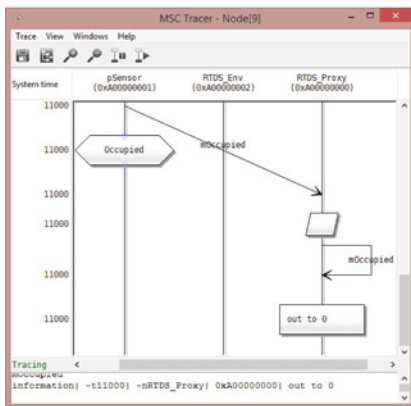 MSC Tracer - Node[9]
Trace View Windows Help
System time
pSensor
(0xA00000001)
RTDS_Env
(0xA00000002)
RTDS_Proxy
(0xA00000000)
11000
11000
Occupied
mOccupied
11000
11000
11000
mOccupied
11000
out to 0
Tracing
mOccupied
information| -t11000| -nRTDS_Proxy| 0xA00000000| out to 0